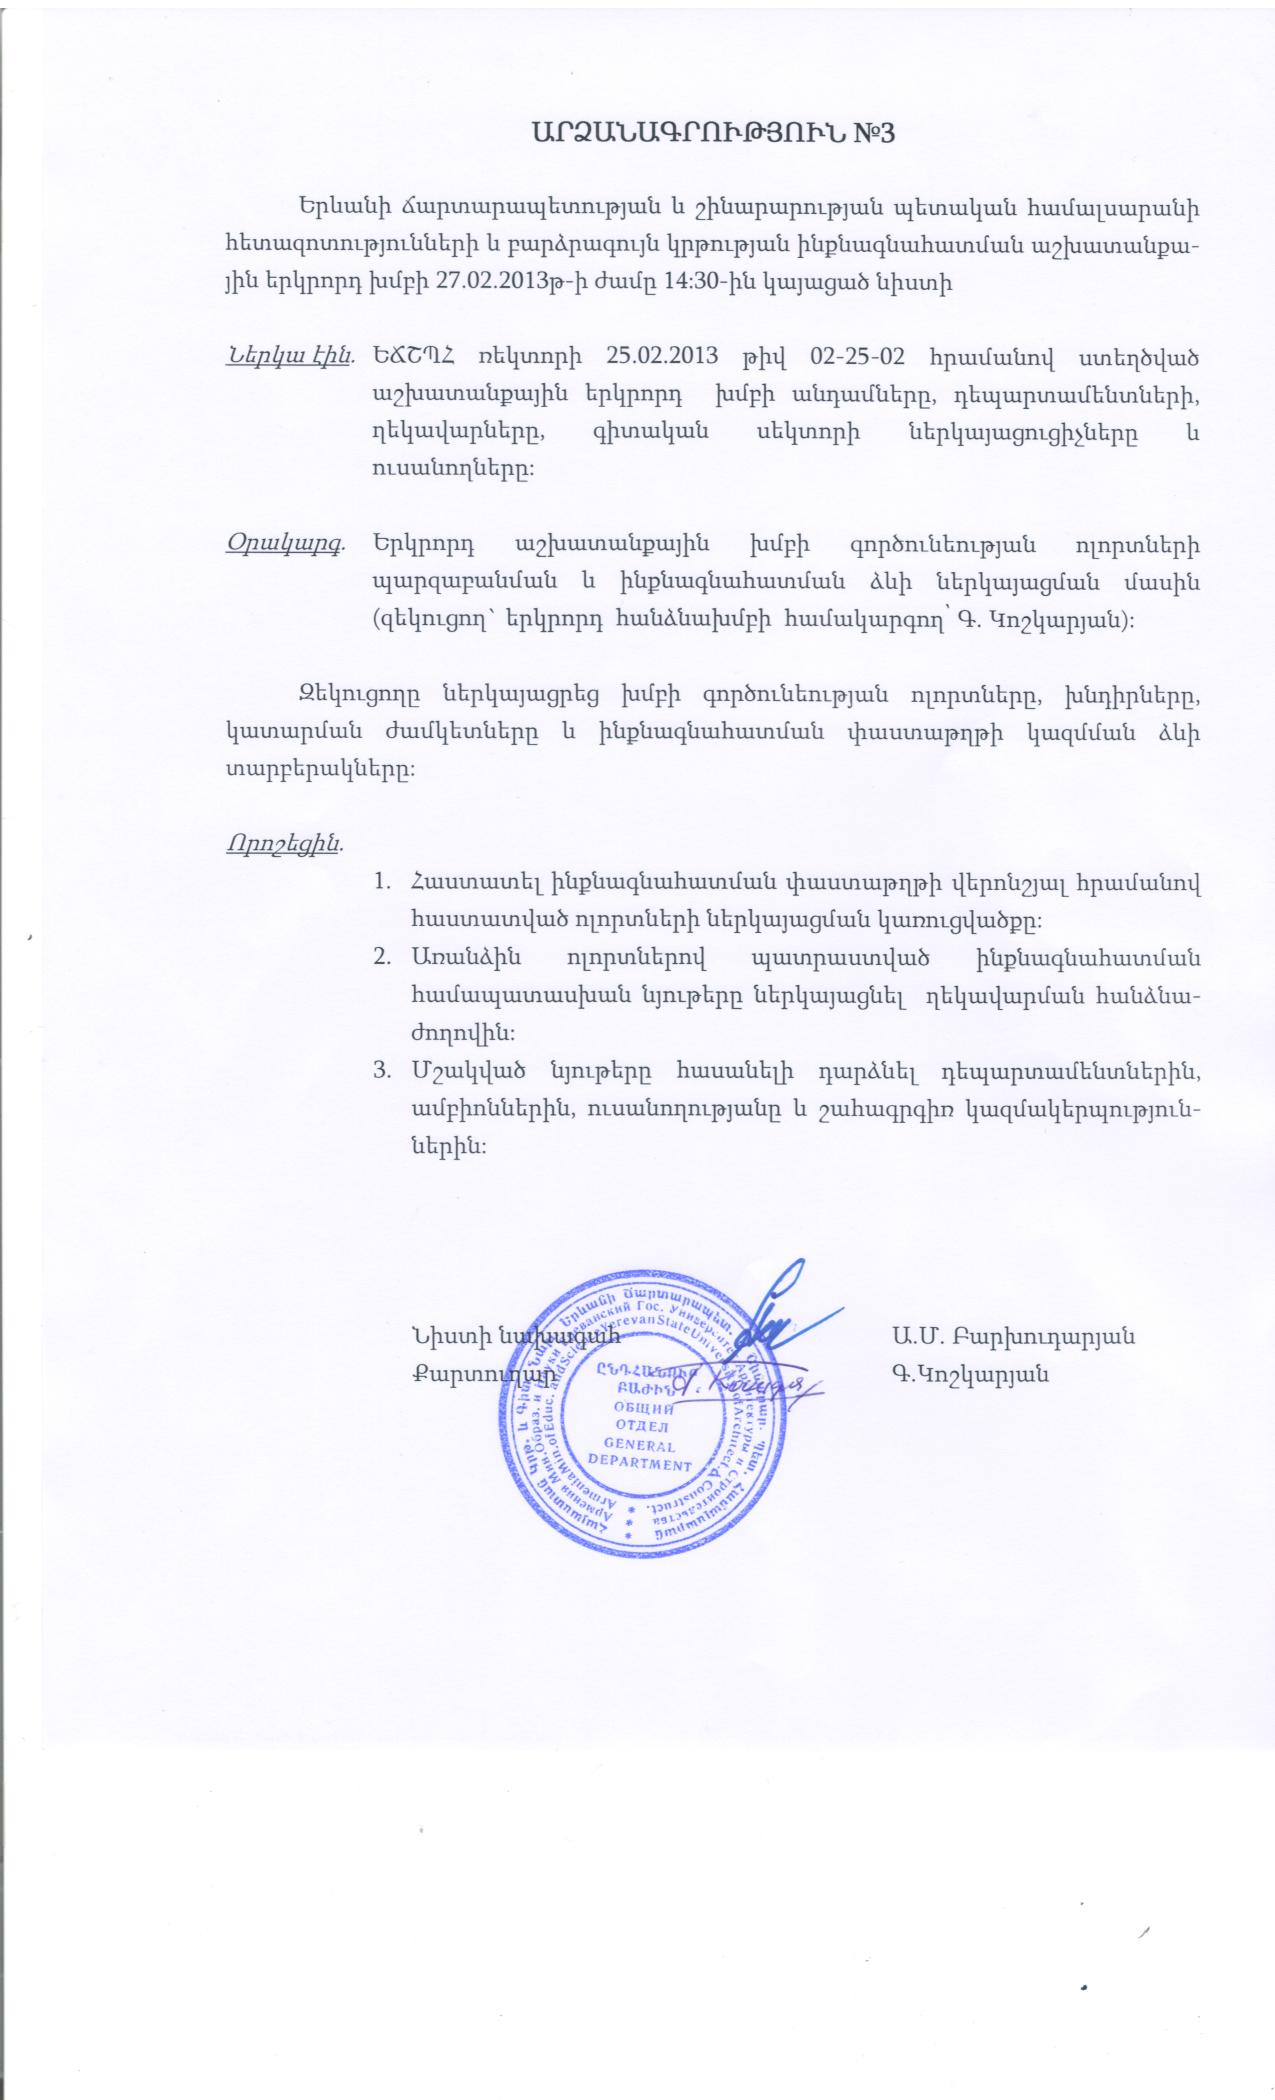 ԱՐՁԱՆԱԳՐՈՒԹՅՈՒՆ №3
Երևանի ճարտարապետության և շինարարության պետական համալսարանի
հետազոտությունների և բարձրագույն կրթության ինքնագնահատման աշխատանքա-
յին երկրորդ խմբի 27.02.2013թ-ի ժամը 14:30-ին կայացած նիստի
Ներկա էին. ԵՃՇՊՀ ռեկտորի 25.02.2013 թիվ 02-25-02 հրամանով ստեղծված
աշխատանքային երկրորդ խմբի անդամները, դեպարտամենտների,
ղեկավարները, գիտական սեկտորի ներկայացուցիչները և
ուսանողները:
Օրակարգ. Երկրորդ աշխատանքային խմբի գործունեության ոլորտների
պարզաբանման և ինքնագնահատման ձևի ներկայացման մասին
(զեկուցող՝ երկրորդ հանձնախմբի համակարգող՝ Գ. Կոշկարյան):
Զեկուցողը ներկայացրեց խմբի գործունեության ոլորտները, խնդիրները,
կատարման ժամկետները և ինքնագնահատման փաստաթղթի կազմման ձևի
տարբերակները:
Որոշեցին.
1. Հաստատել ինքնագնահատման փաստաթղթի վերոնշյալ հրամանով
հաստատված ոլորտների ներկայացման կառուցվածքը:
2. Առանձին ոլորտներով պատրաստված ինքնագնահատման
համապատասխան նյութերը ներկայացնել ղեկավարման հանձնա-
ժողովին:
3. Մշակված նյութերը հասանելի դարձնել դեպարտամենտներին,
ամբիոններին, ուսանողությանը և շահագրգիռ կազմակերպություն-
ներին:
Նիստի նախագահ Ա.Մ. Բարխուդարյան
Քարտուղար Գ.Կոշկարյան
ԸՆԴՀԱՆՈՒՐ
ԲԱԺԻՆ
ОБЩИЙ
ОТДЕЛ
GENERAL
DEPARTMENT